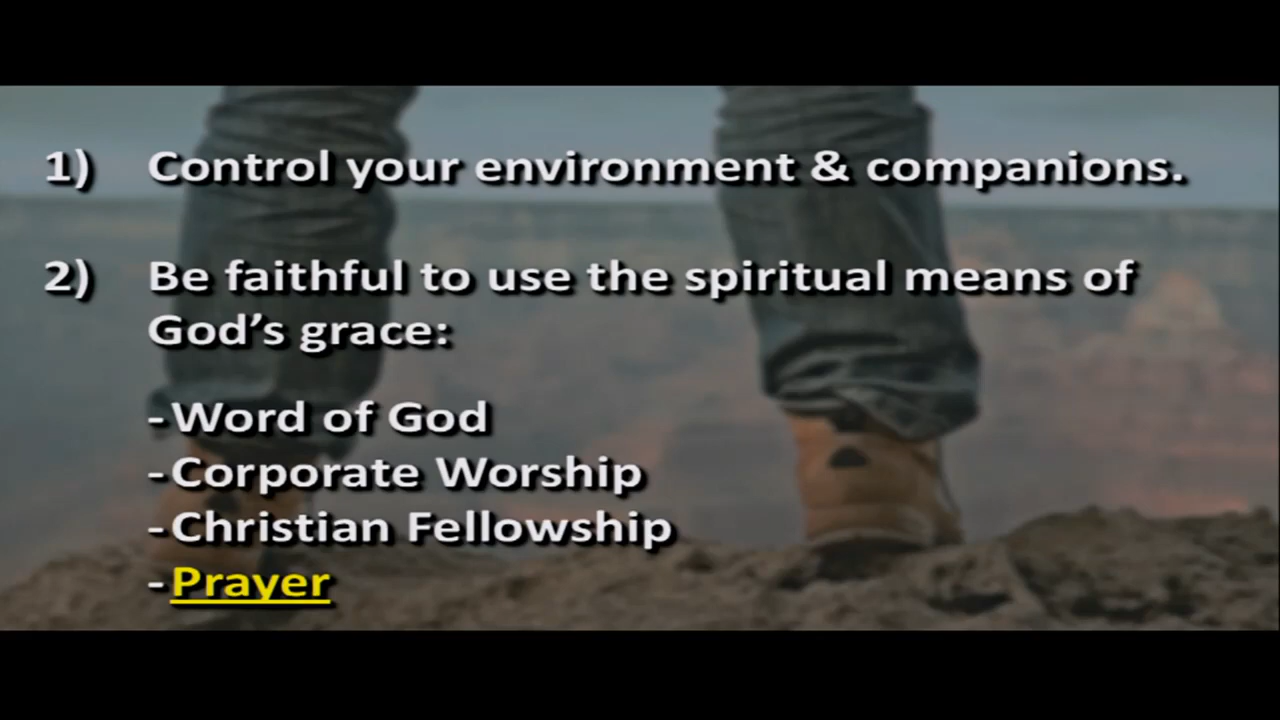 1) Control your environment & companions.
2) Be faithful to use the spiritual means of
God’s grace:
-Word of God
-Corporate Worship
-Christian Fellowship
-Prayer